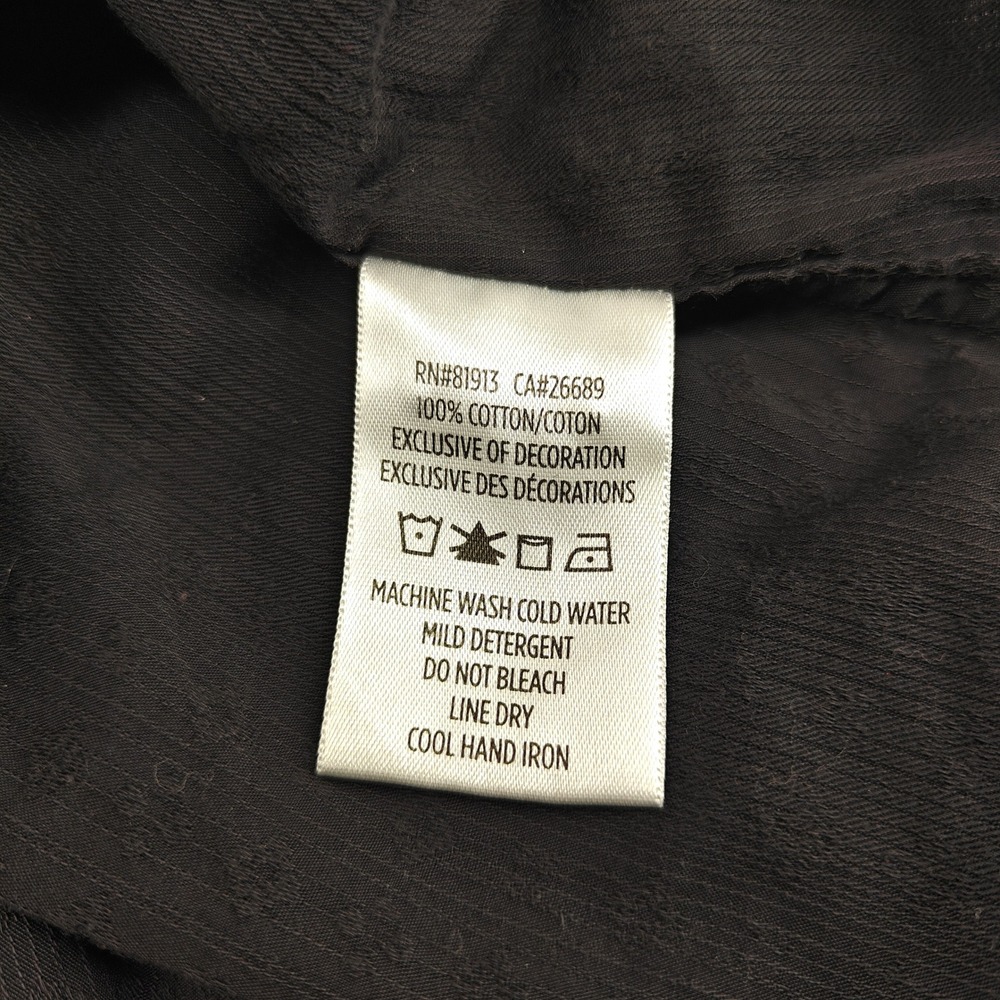 RN#81913 CA#26689
100% COTTON/COTON
EXCLUSIVE OF DECORATION
EXCLUSIVE DES DÉCORATIONS
MACHINE WASH COLD WATER
MILD DETERGENT
DO NOT BLEACH
LINE DRY
COOL HAND IRON